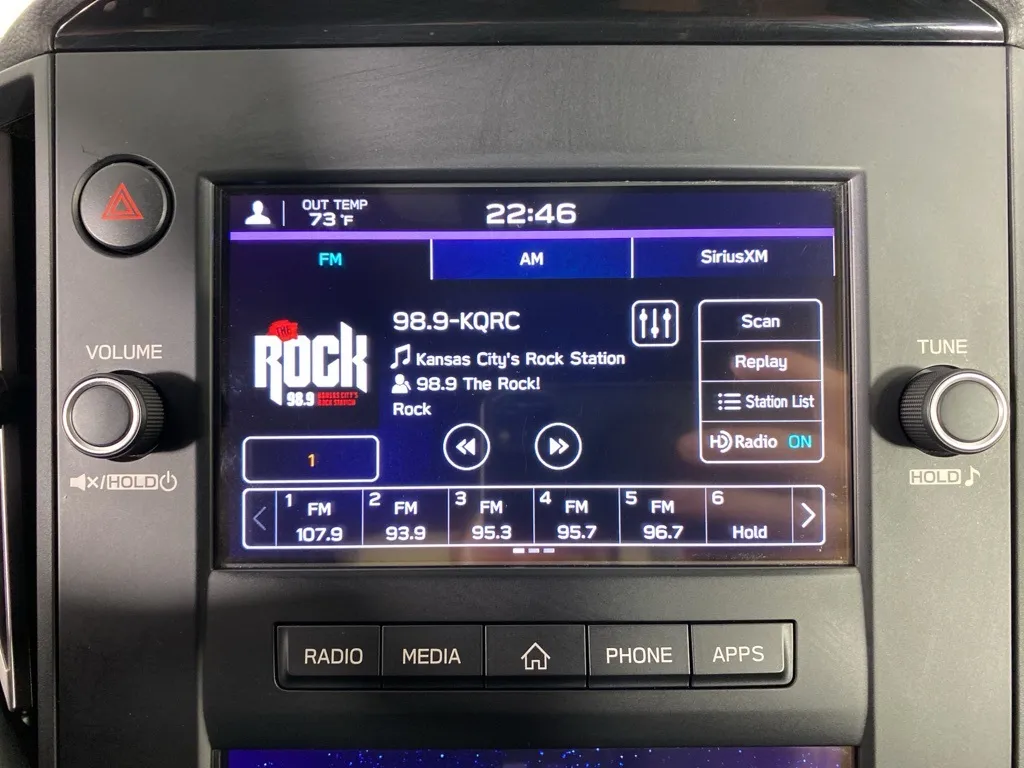 OUT TEMP
73 °F
22:46
FM
AM
SiriusXM
THE
ROCK
98.9 KANSAS CITY'S
ROCK STATION
98.9-KQRC
Kansas City's Rock Station
98.9 The Rock!
Rock
Scan
Replay
Station List
HD Radio ON
1
1 FM 107.9
2 FM 93.9
3 FM 95.3
4 FM 95.7
5 FM 96.7
6 Hold
VOLUME
/HOLD
TUNE
HOLD
RADIO
MEDIA
PHONE
APPS